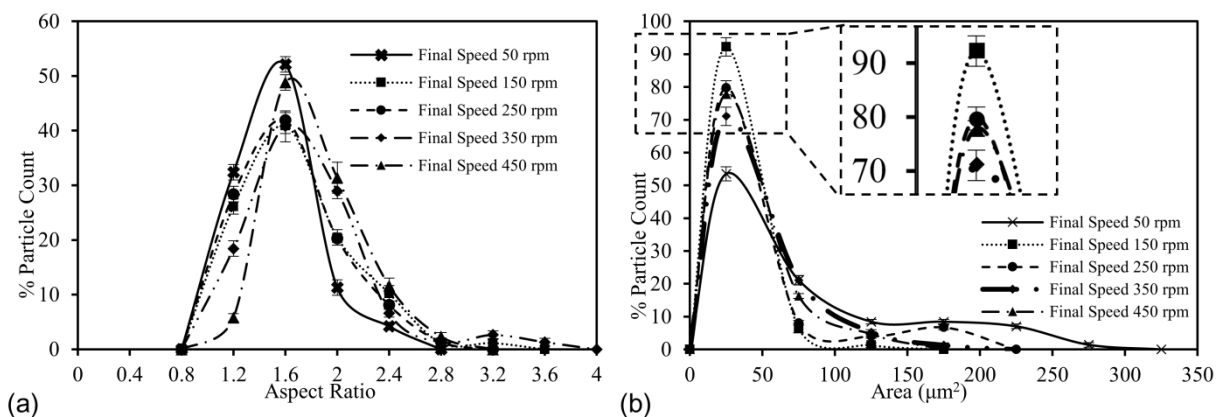 60
50
40
30
20
10
0
% Particle Count
0 0.4 0.8 1.2 1.6 2.0 2.4 2.8 3.2 3.6 4
Aspect Ratio
Final Speed 50 rpm
Final Speed 150 rpm
Final Speed 250 rpm
Final Speed 350 rpm
Final Speed 450 rpm
(a)
100
90
80
70
60
50
40
30
20
10
0
% Particle Count
0 50 100 150 200 250 300 350
Area (μm²)
90
80
70
Final Speed 50 rpm
Final Speed 150 rpm
Final Speed 250 rpm
Final Speed 350 rpm
Final Speed 450 rpm
(b)